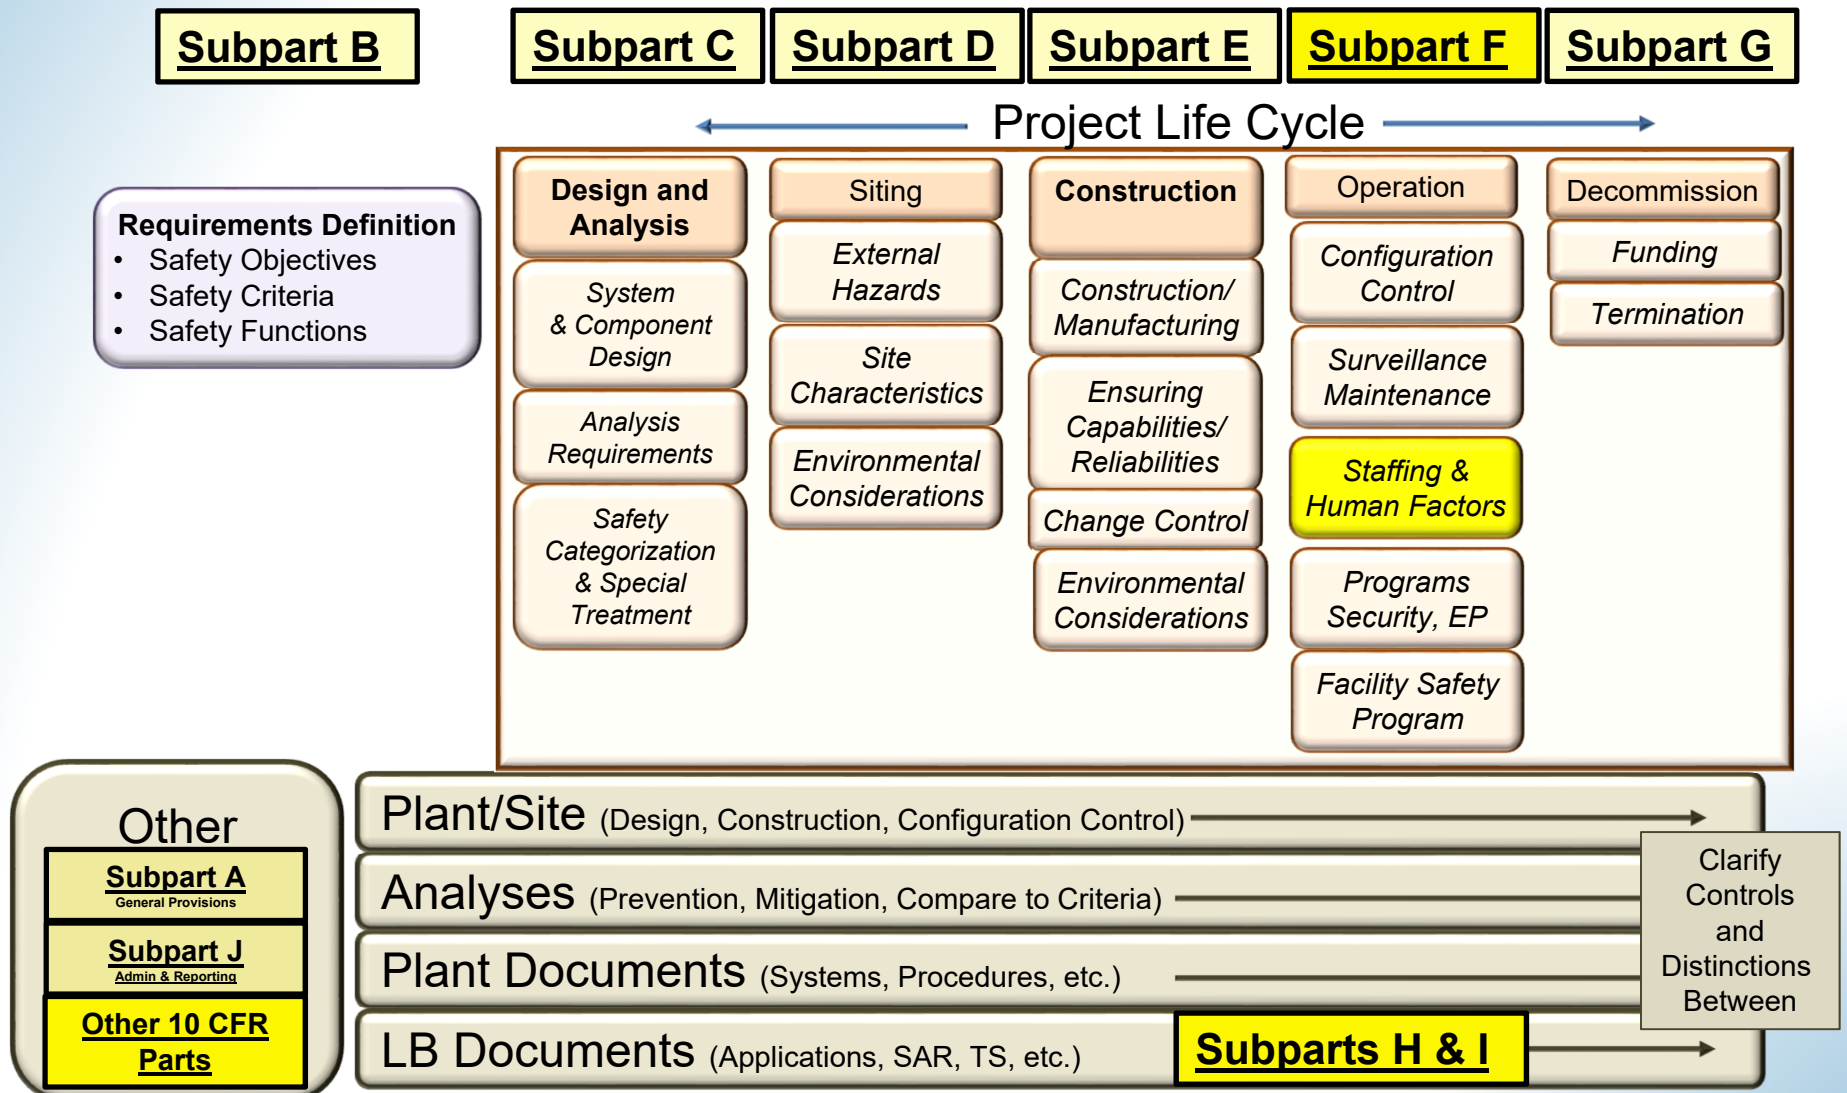 Subpart B
Subpart C
Subpart D
Subpart E
Subpart F
Subpart G
Project Life Cycle
Requirements Definition
• Safety Objectives
• Safety Criteria
• Safety Functions
Design and
Analysis
System
& Component
Design
Analysis
Requirements
Safety
Categorization
& Special
Treatment
Siting
External
Hazards
Site
Characteristics
Environmental
Considerations
Construction
Construction/
Manufacturing
Ensuring
Capabilities/
Reliabilities
Change Control
Environmental
Considerations
Operation
Configuration
Control
Surveillance
Maintenance
Staffing &
Human Factors
Programs
Security, EP
Facility Safety
Program
Decommission
Funding
Termination
Other
Subpart A
General Provisions
Subpart J
Admin & Reporting
Other 10 CFR
Parts
Plant/Site (Design, Construction, Configuration Control)
Analyses (Prevention, Mitigation, Compare to Criteria)
Plant Documents (Systems, Procedures, etc.)
LB Documents (Applications, SAR, TS, etc.)
Subparts H & I
Clarify
Controls
and
Distinctions
Between